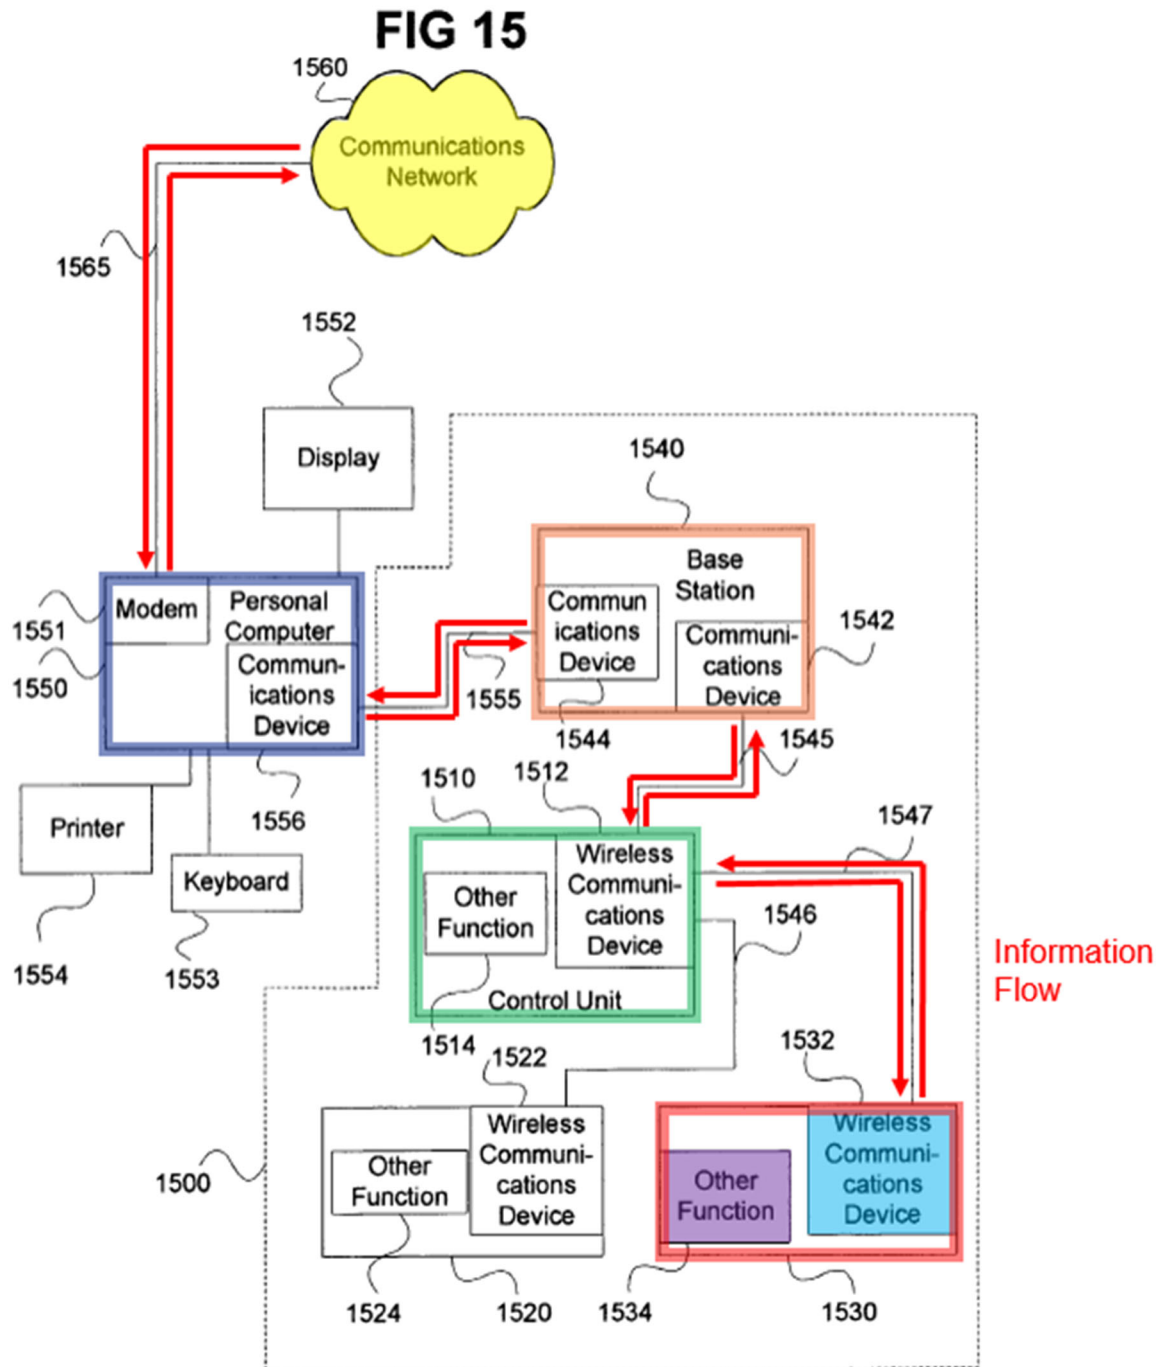 FIG 15
1560
Communications
Network
1565
1552
Display
1540
Base
Station
Modem
Personal
Computer
1551
1550
Commun
ications
Device
1542
Communi-
cations
Device
Commun-
ications
Device
1555
1544
1545
1510
1512
1556
Printer
Keyboard
1547
Wireless
Communi-
cations
Device
Other
Function
1546
1554
1553
Information
Flow
Control Unit
1514
1522
1532
Wireless
Communi-
cations
Device
Other
Function
Wireless
Communi-
cations
Device
Other
Function
1500
1524
1520
1534
1530